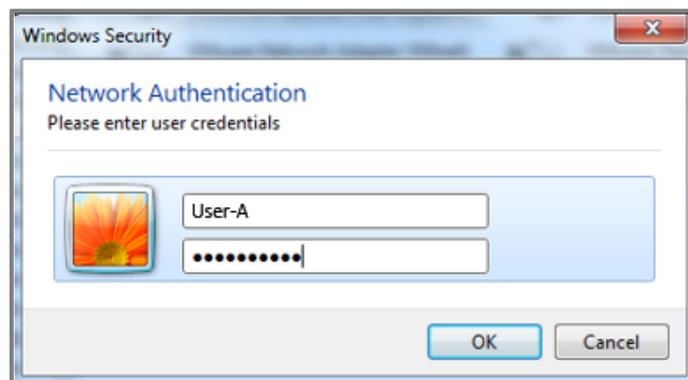 Windows Security
Network Authentication
Please enter user credentials
User-A
••••••••••
OK
Cancel